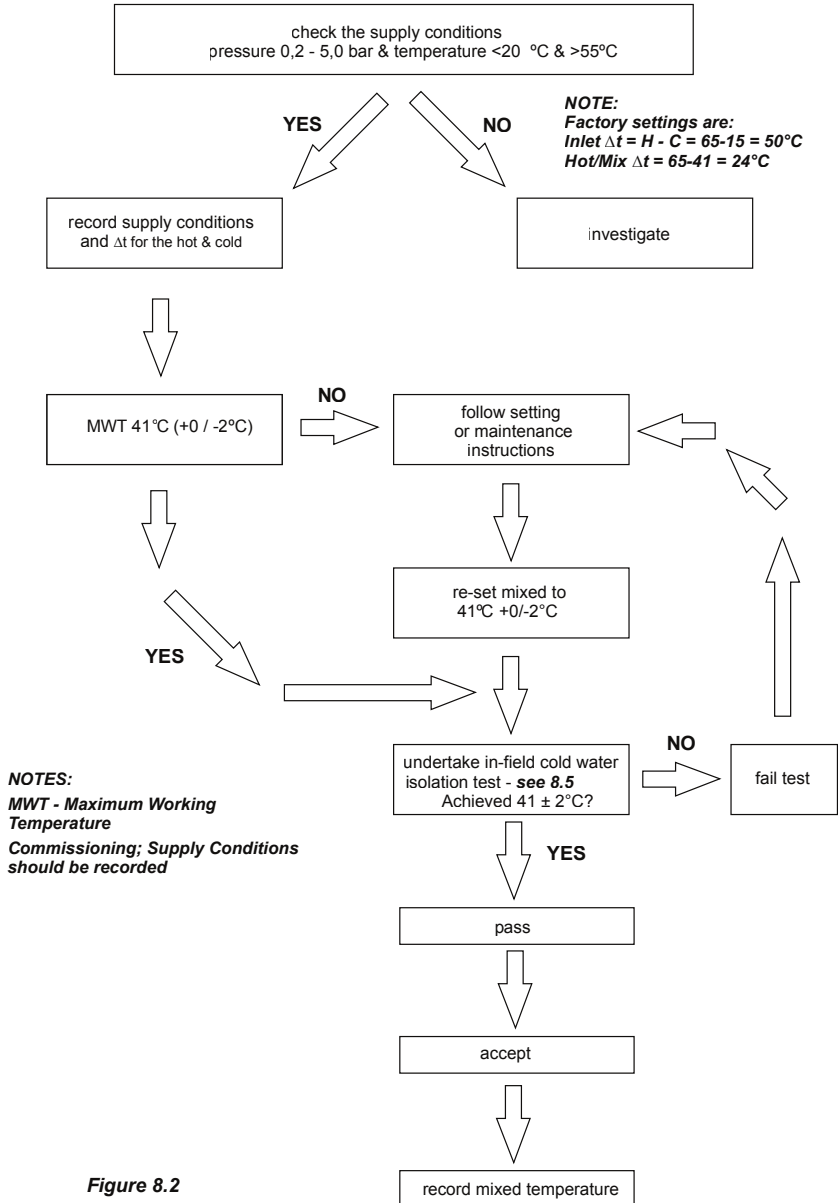 check the supply conditions
pressure 0,2 - 5,0 bar & temperature <20 ºC & >55ºC
YES
NO
NOTE:
Factory settings are:
Inlet Δt = H - C = 65-15 = 50°C
Hot/Mix Δt = 65-41 = 24°C
record supply conditions
and Δt for the hot & cold
investigate
MWT 41°C (+0 / -2ºC)
NO
follow setting
or maintenance
instructions
re-set mixed to
41ºC +0/-2°C
YES
undertake in-field cold water
isolation test - see 8.5
Achieved 41 ± 2°C?
NO
fail test
NOTES:
MWT - Maximum Working
Temperature
Commissioning; Supply Conditions
should be recorded
YES
pass
accept
record mixed temperature
Figure 8.2